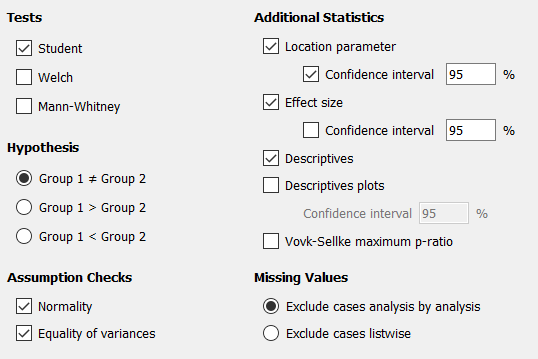 Tests
Student
Welch
Mann-Whitney
Hypothesis
Group 1 ≠ Group 2
Group 1 > Group 2
Group 1 < Group 2
Assumption Checks
Normality
Equality of variances
Additional Statistics
Location parameter
Confidence interval 95 %
Effect size
Confidence interval 95 %
Descriptives
Descriptives plots
Confidence interval 95 %
Vovk-Sellke maximum p-ratio
Missing Values
Exclude cases analysis by analysis
Exclude cases listwise